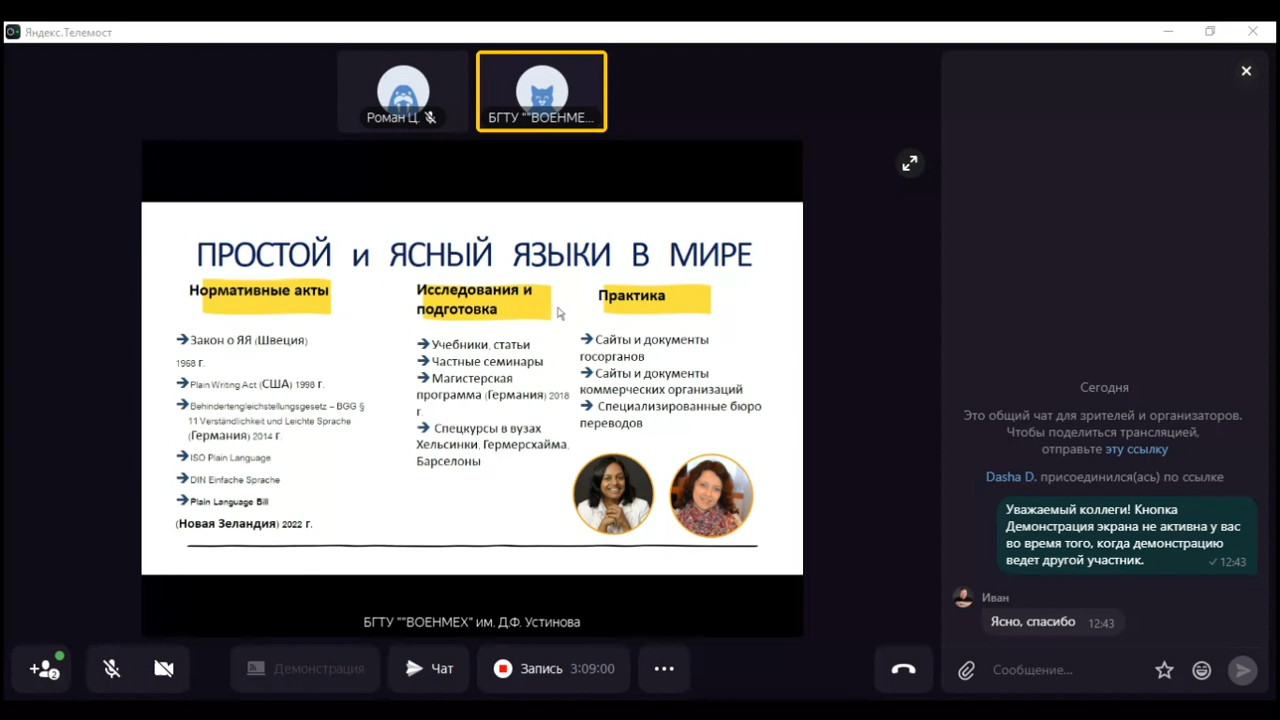 Яндекс.Телемост
Роман Ц.
БГТУ ""ВОЕНМЕ...
ПРОСТОЙ и ЯСНЫЙ ЯЗЫКИ В МИРЕ
Нормативные акты
Закон о ЯЯ (Швеция)
1968 г.
Plain Writing Act (США) 1998 г.
Behindertengleichstellungsgesetz – BGG §
11 Verständlichkeit und Leichte Sprache
(Германия) 2014 г.
ISO Plain Language
DIN Einfache Sprache
Plain Language Bill
(Новая Зеландия) 2022 г.
Исследования и
подготовка
Учебники, статьи
Частные семинары
Магистерская
программа (Германия) 2018
г.
Спецкурсы в вузах
Хельсинки, Гермерсхайма,
Барселоны
Практика
Сайты и документы
госорганов
Сайты и документы
коммерческих организаций
Специализированные бюро
переводов
БГТУ ""ВОЕНМЕХ" им. Д.Ф. Устинова
2
Демонстрация
Чат
Запись 3:09:00
Сегодня
Это общий чат для зрителей и организаторов.
Чтобы поделиться трансляцией,
отправьте эту ссылку
Dasha D. присоединился(ась) по ссылке
Уважаемый коллеги! Кнопка
Демонстрация экрана не активна у вас
во время того, когда демонстрацию
ведет другой участник.
12:43
Иван
Ясно, спасибо 12:43
Сообщение...